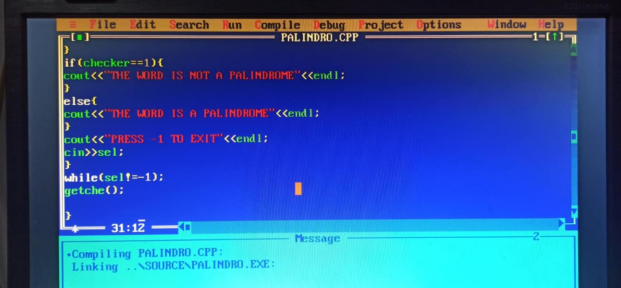 ≡ File Edit Search Run Compile Debug Project Options Window Help
[■] PALINDRO.CPP 1=[↑]
}
if(checker==1){
cout<<"THE WORD IS NOT A PALINDROME"<<endl;
}
else{
cout<<"THE WORD IS A PALINDROME"<<endl;
}
cout<<"PRESS -1 TO EXIT"<<endl;
cin>>sel;
}
while(sel!=-1);
getche();
}
31:12
Message 2
•Compiling PALINDRO.CPP:
Linking ..\SOURCE\PALINDRO.EXE: